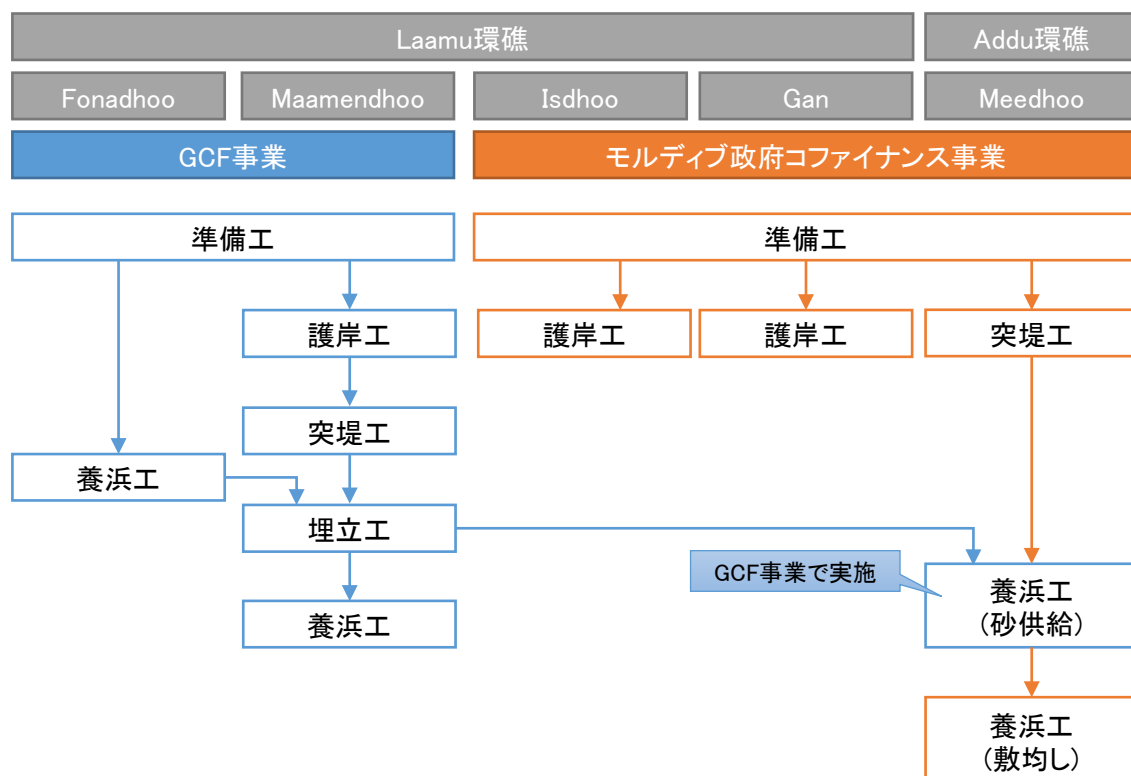 Laamu環礁
Addu環礁
Fonadhoo
Maamendhoo
Isdhoo
Gan
Meedhoo
GCF事業
モルディブ政府コファイナンス事業
準備工
準備工
護岸工
護岸工
護岸工
突堤工
突堤工
養浜工
埋立工
GCF事業で実施
養浜工
(砂供給)
養浜工
養浜工
(敷均し)